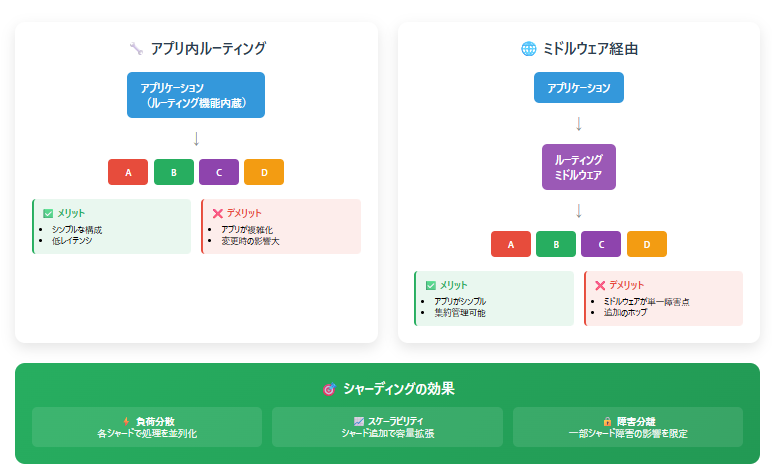 🔧 アプリ内ルーティング
アプリケーション
（ルーティング機能内蔵）
↓
A B C D
✅ メリット
• シンプルな構成
• 低レイテンシ
❌ デメリット
• アプリが複雑化
• 変更時の影響大
🌐 ミドルウェア経由
アプリケーション
↓
ルーティング
ミドルウェア
↓
A B C D
✅ メリット
• アプリがシンプル
• 集約管理可能
❌ デメリット
• ミドルウェアが単一障害点
• 追加のホップ
🎯 シャーディングの効果
負荷分散
各シャードで処理を並列化
📈 スケーラビリティ
シャード追加で容量拡張
🔒 障害分離
一部シャード障害の影響を限定